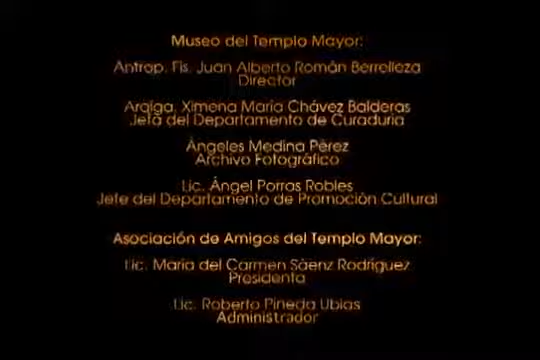 Museo del Templo Mayor:
Antrop. Fis. Juan Alberto Román Berrelleza
Director
Arqlga. Ximena María Chávez Balderas
Jefa del Departamento de Curaduría
Ángeles Medina Pérez
Archivo Fotográfico
Lic. Ángel Porras Robles
Jefe del Departamento de Promoción Cultural
Asociación de Amigos del Templo Mayor:
Lic. María del Carmen Sáenz Rodríguez
Presidenta
Lic. Roberto Pineda Ubias
Administrador